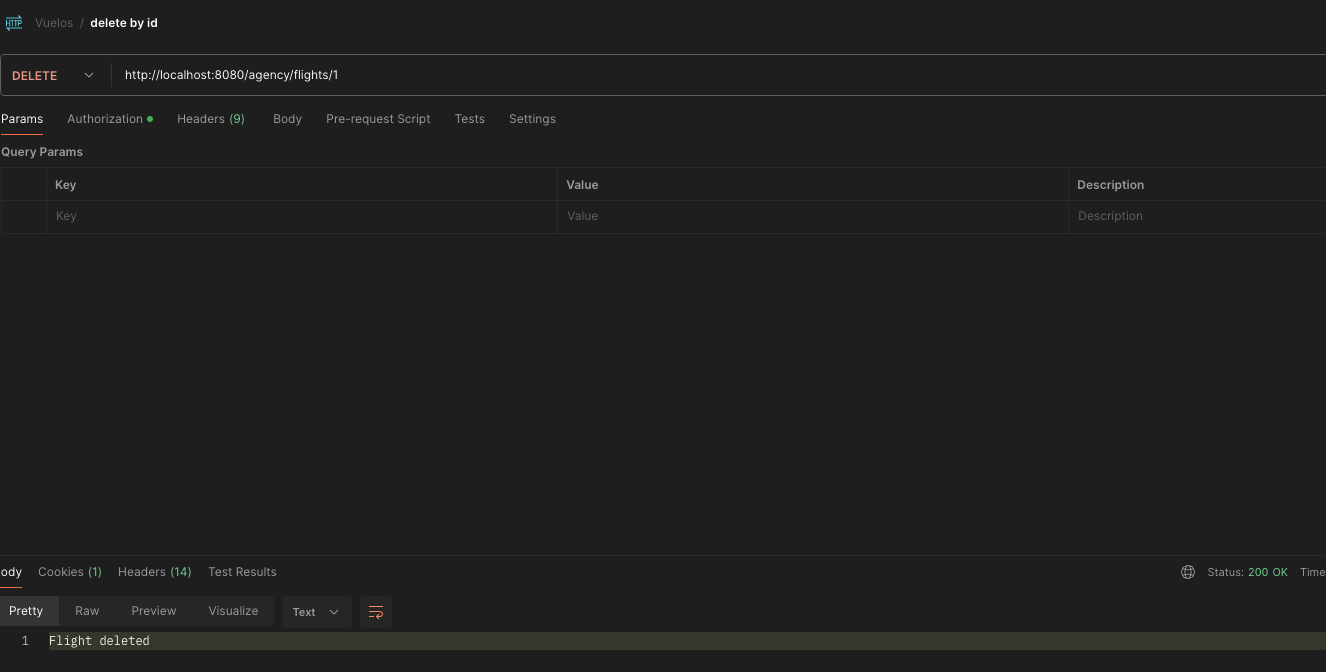 HTTP Vuelos / delete by id
DELETE http://localhost:8080/agency/flights/1
Params Authorization Headers (9) Body Pre-request Script Tests Settings
Query Params
Key Value Description
Key Value Description
ody Cookies (1) Headers (14) Test Results Status: 200 OK Time
Pretty Raw Preview Visualize Text
1 Flight deleted